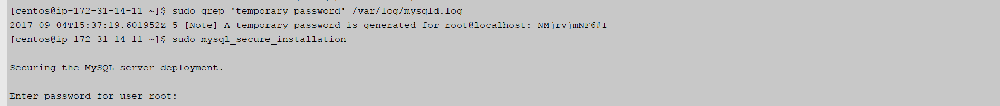 [centos@ip-172-31-14-11 ~]$ sudo grep 'temporary password' /var/log/mysqld.log
2017-09-04T15:37:19.601952Z 5 [Note] A temporary password is generated for root@localhost: NMjrvjmNF6#I
[centos@ip-172-31-14-11 ~]$ sudo mysql_secure_installation
Securing the MySQL server deployment.
Enter password for user root: